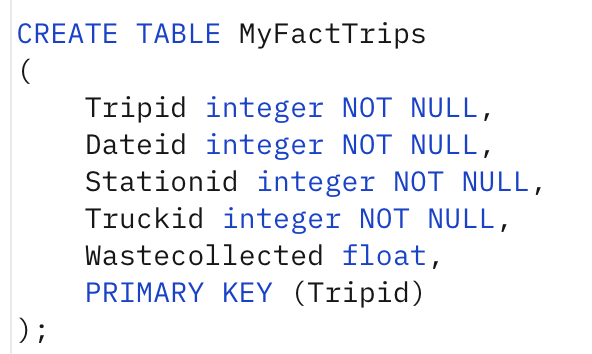 CREATE TABLE MyFactTrips
(
    Tripid integer NOT NULL,
    Dateid integer NOT NULL,
    Stationid integer NOT NULL,
    Truckid integer NOT NULL,
    Wastecollected float,
    PRIMARY KEY (Tripid)
);